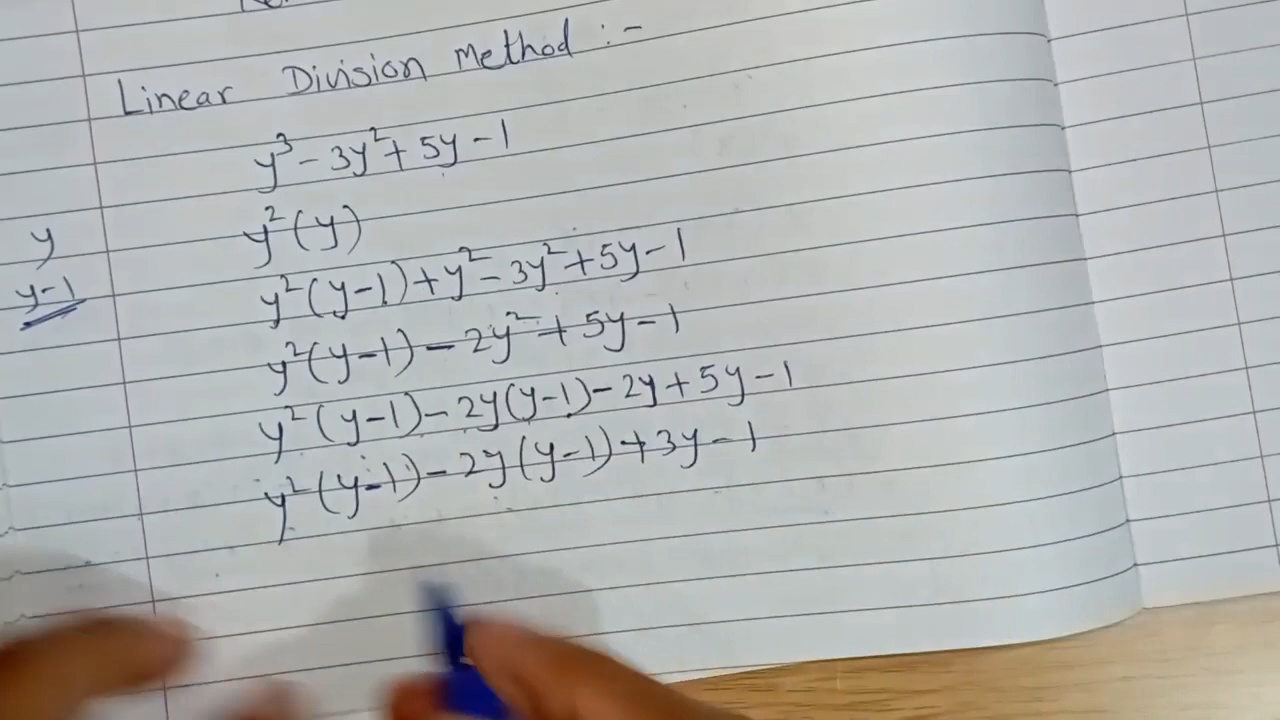 Linear Division Method :-
y³ - 3y² + 5y - 1
y
y²(y)
y-1
y²(y-1) + y² - 3y² + 5y - 1
y²(y-1) - 2y² + 5y - 1
y²(y-1) - 2y(y-1) - 2y + 5y - 1
y²(y-1) - 2y(y-1) + 3y - 1